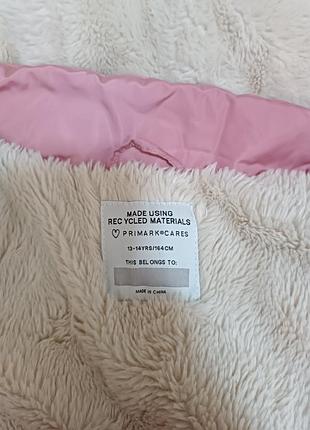 MADE USING
RECYCLED MATERIALS
♡ PRIMARK®CARES
13-14YRS/164CM
THIS BELONGS TO:
MADE IN CHINA